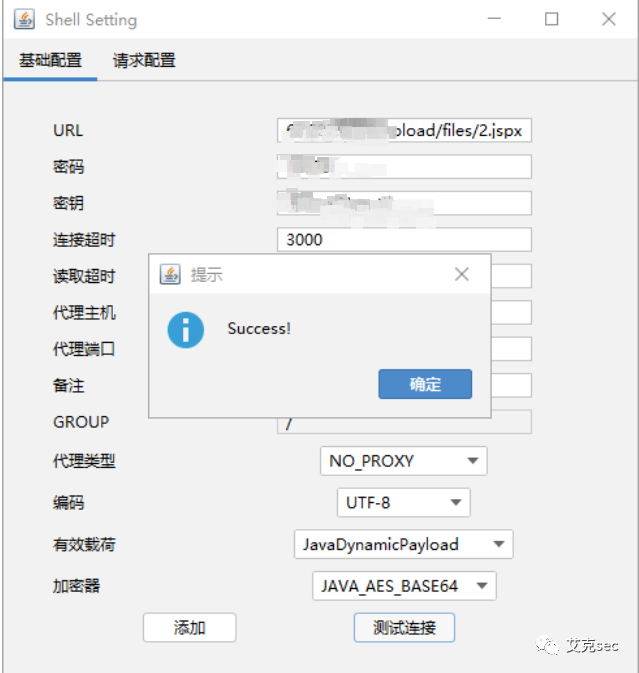 Shell Setting
基础配置 请求配置
URL pload/files/2.jspx
密码
密钥
连接超时 3000
读取超时
提示
代理主机
Success!
代理端口
备注
确定
GROUP /
代理类型 NO_PROXY
编码 UTF-8
有效载荷 JavaDynamicPayload
加密器 JAVA_AES_BASE64
添加 测试连接
艾克sec